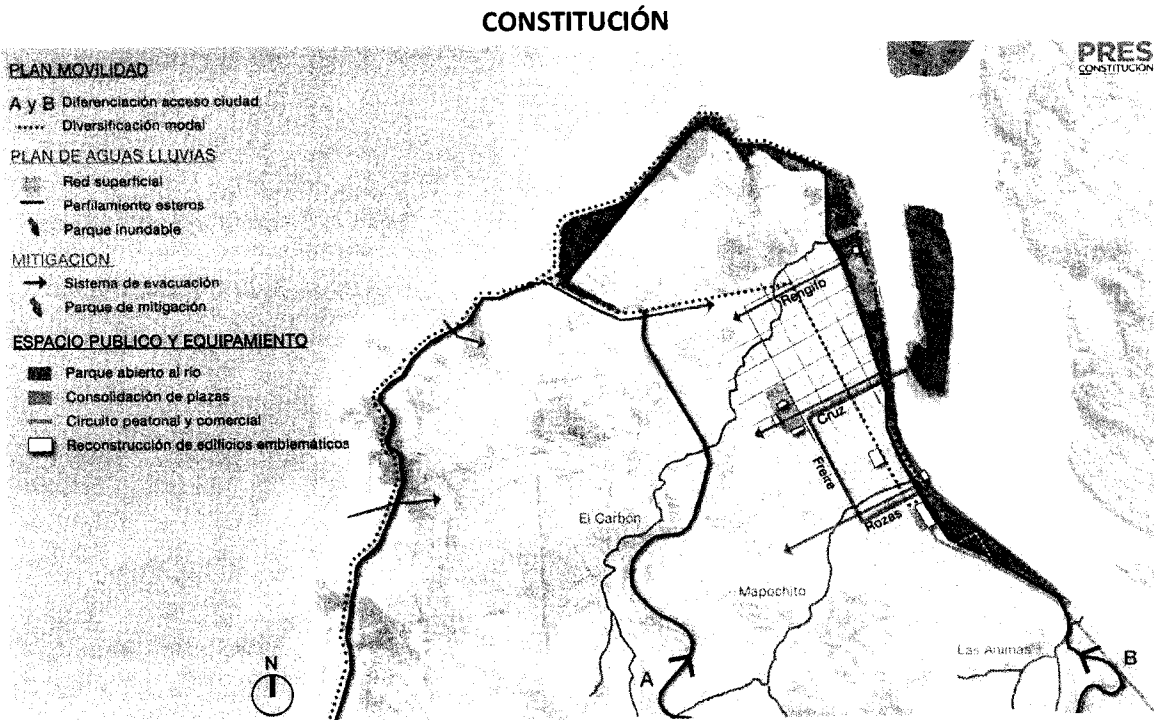 CONSTITUCIÓN
PRES
CONSTITUCIÓN
PLAN MOVILIDAD
A y B Diferenciación acceso ciudad
Diversificación modal
PLAN DE AGUAS LLUVIAS
Red superficial
Perfilamiento esteros
Parque inundable
MITIGACION
Sistema de evacuación
Parque de mitigación
ESPACIO PUBLICO Y EQUIPAMIENTO
Parque abierto al río
Consolidación de plazas
Circuito peatonal y comercial
Reconstrucción de edificios emblemáticos
Rengifo
Cruz
Freire
Rozas
El Carbón
Mapochito
Las Animas
A
B
N